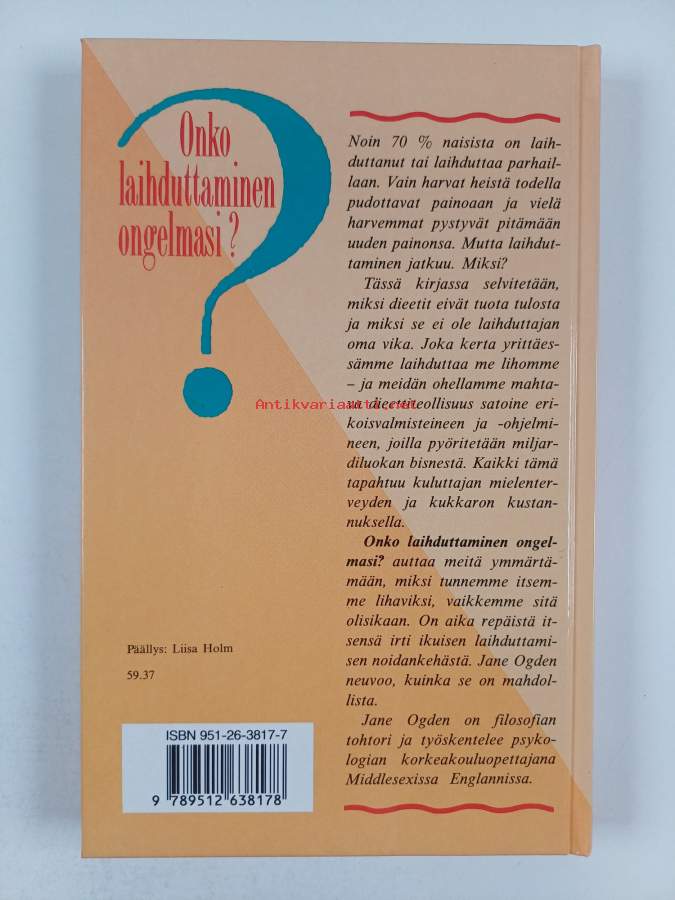 Onko
laihduttaminen
ongelmasi ?
Noin 70 % naisista on laih-
duttanut tai laihduttaa parhail-
laan. Vain harvat heistä todella
pudottavat painoaan ja vielä
harvemmat pystyvät pitämään
uuden painonsa. Mutta laihdut-
taminen jatkuu. Miksi?
Tässä kirjassa selvitetään,
miksi dieetit eivät tuota tulosta
ja miksi se ei ole laihduttajan
oma vika. Joka kerta yrittäes-
sämme laihduttaa me lihomme
– ja meidän ohellamme mahta-
va dieettiteollisuus satoine eri-
koisvalmisteineen ja -ohjelmi-
neen, joilla pyöritetään miljar-
diluokan bisnestä. Kaikki tämä
tapahtuu kuluttajan mielenter-
veyden ja kukkaron kustan-
nuksella.
Onko laihduttaminen ongel-
masi? auttaa meitä ymmärtä-
mään, miksi tunnemme itsem-
me lihaviksi, vaikkemme sitä
olisikaan. On aika repäistä it-
sensä irti ikuisen laihduttami-
sen noidankehästä. Jane Ogden
neuvoo, kuinka se on mahdol-
lista.
Jane Ogden on filosofian
tohtori ja työskentelee psyko-
logian korkeakouluopettajana
Middlesexissa Englannissa.
Antikvariaatti.net
Päällys: Liisa Holm
59.37
ISBN 951-26-3817-7
9 789512 638178